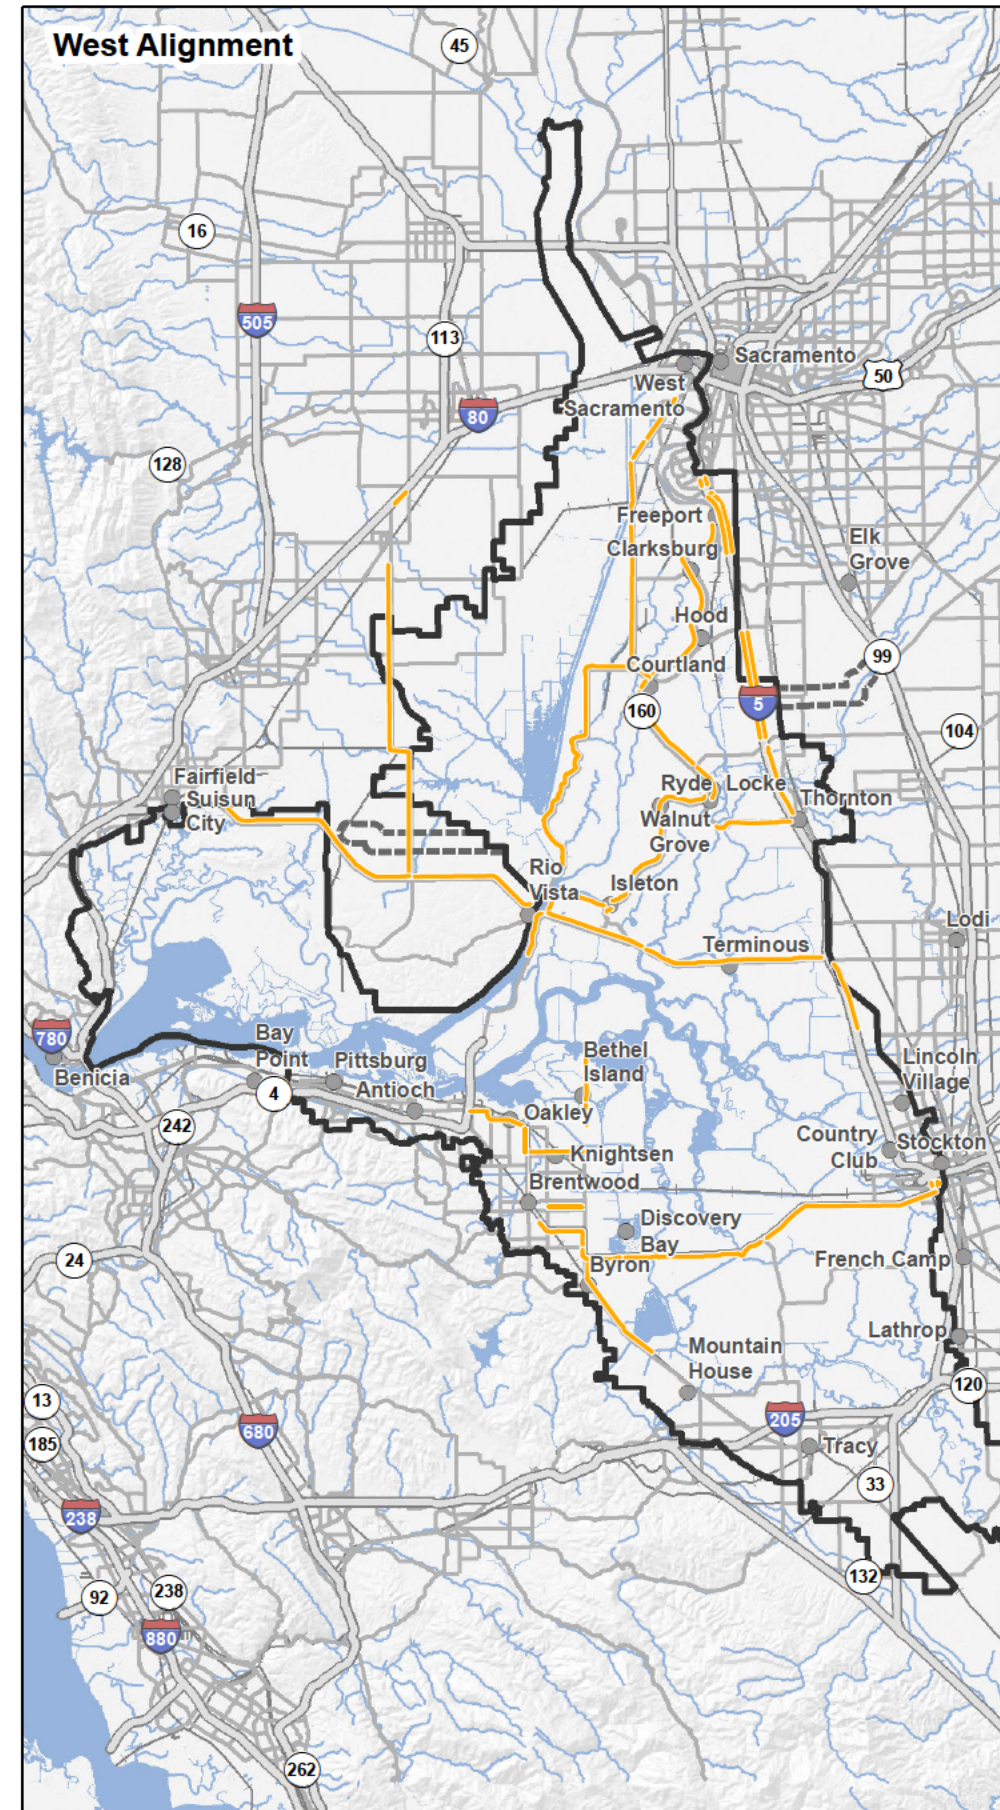 West Alignment
45
16
505
113
Sacramento
50
West
Sacramento
80
128
Freeport
Elk
Grove
Clarksburg
Hood
99
Courtland
5
160
104
Fairfield
Suisun
City
Ryde
Locke
Thornton
Walnut
Grove
Rio
Vista
Isleton
Lodi
Terminous
780
Bay
Point
Benicia
Pittsburg
Bethel
Island
Lincoln
Village
4
Antioch
Oakley
242
Country
Club
Stockton
Knightsen
Brentwood
Discovery
Bay
24
Byron
French Camp
Lathrop
Mountain
House
120
13
205
680
185
Tracy
33
238
132
92
238
880
262